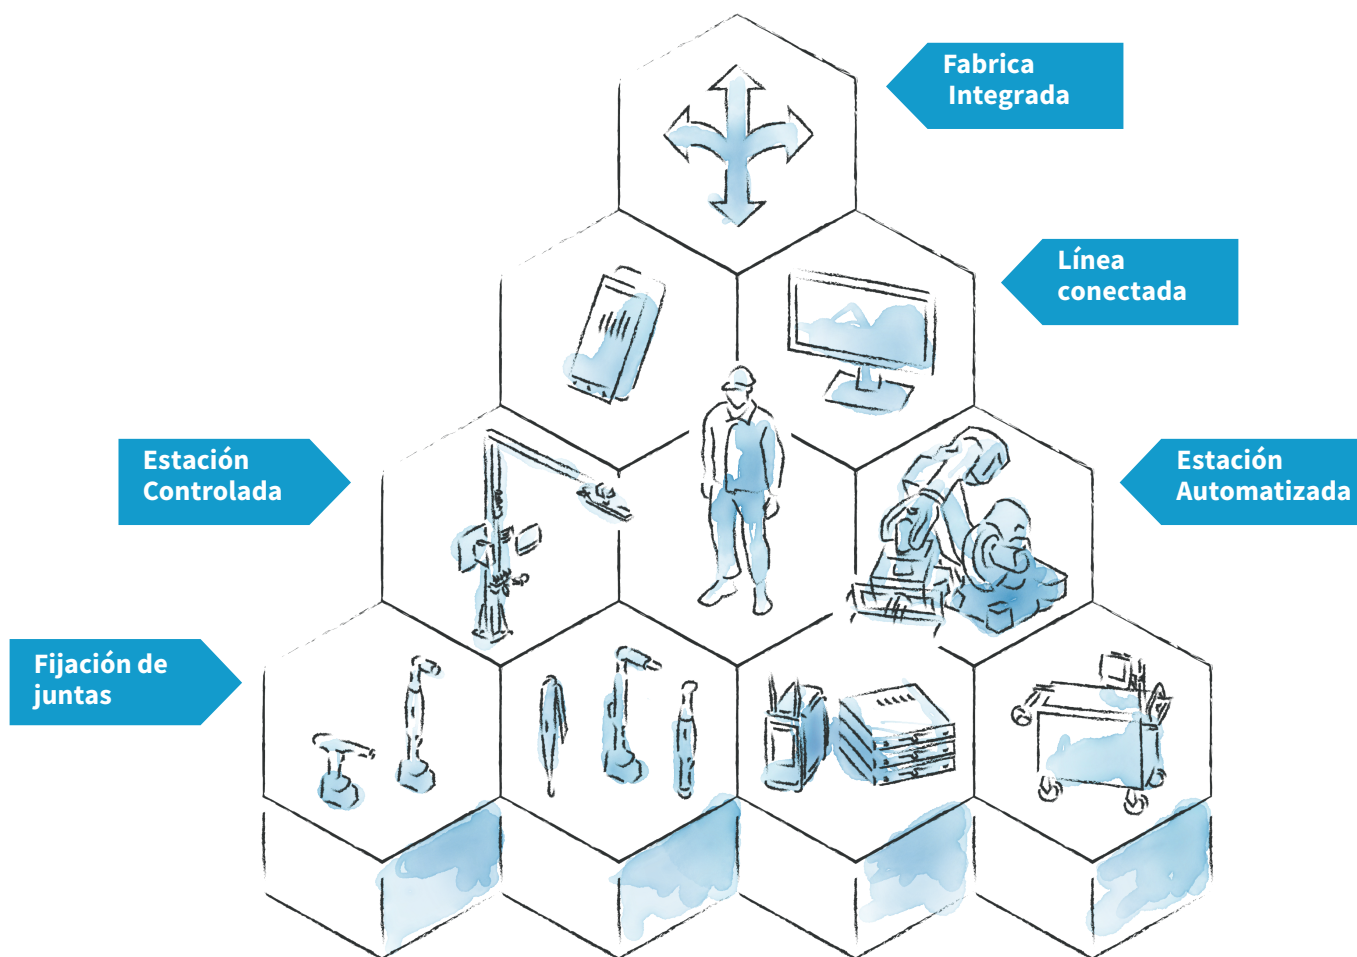 Fabrica
Integrada
Línea
conectada
Estación
Controlada
Estación
Automatizada
Fijación de
juntas